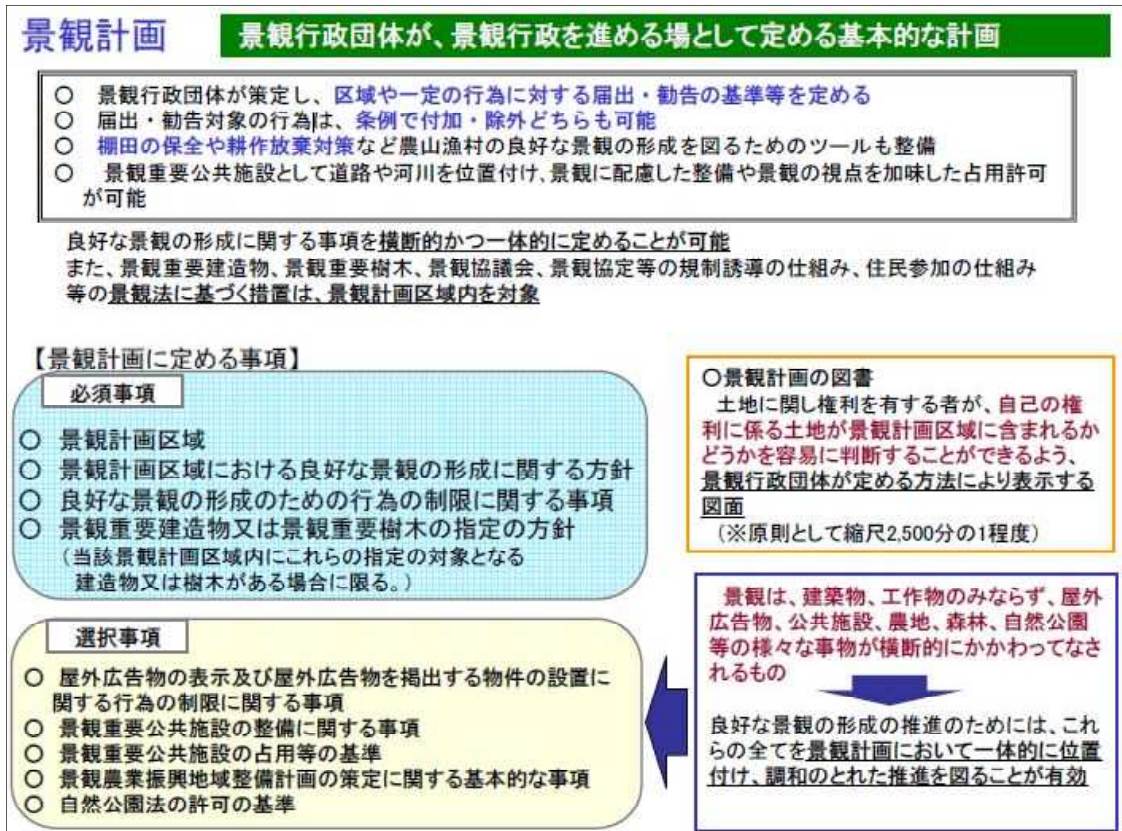 景観計画
景観行政団体が、景観行政を進める場として定める基本的な計画
○ 景観行政団体が策定し、区域や一定の行為に対する届出・勧告の基準等を定める
○ 届出・勧告対象の行為は、条例で付加・除外どちらも可能
○ 棚田の保全や耕作放棄対策など農山漁村の良好な景観の形成を図るためのツールも整備
○ 景観重要公共施設として道路や河川を位置付け、景観に配慮した整備や景観の視点を加味した占用許可
が可能
良好な景観の形成に関する事項を横断的かつ一体的に定めることが可能
また、景観重要建造物、景観重要樹木、景観協議会、景観協定等の規制誘導の仕組み、住民参加の仕組み
等の景観法に基づく措置は、景観計画区域内を対象
【景観計画に定める事項】
必須事項
○ 景観計画区域
○ 景観計画区域における良好な景観の形成に関する方針
○ 良好な景観の形成のための行為の制限に関する事項
○ 景観重要建造物又は景観重要樹木の指定の方針
(当該景観計画区域内にこれらの指定の対象となる
建造物又は樹木がある場合に限る。)
選択事項
○ 屋外広告物の表示及び屋外広告物を掲出する物件の設置に
関する行為の制限に関する事項
○ 景観重要公共施設の整備に関する事項
○ 景観重要公共施設の占用等の基準
○ 景観農業振興地域整備計画の策定に関する基本的な事項
○ 自然公園法の許可の基準
○景観計画の図書
土地に関し権利を有する者が、自己の権
利に係る土地が景観計画区域に含まれるか
どうかを容易に判断することができるよう、
景観行政団体が定める方法により表示する
図面
(※原則として縮尺2,500分の1程度)
景観は、建築物、工作物のみならず、屋外
広告物、公共施設、農地、森林、自然公園
等の様々な事物が横断的にかかわってなさ
れるもの
良好な景観の形成の推進のためには、これ
らの全てを景観計画において一体的に位置
付け、調和のとれた推進を図ることが有効